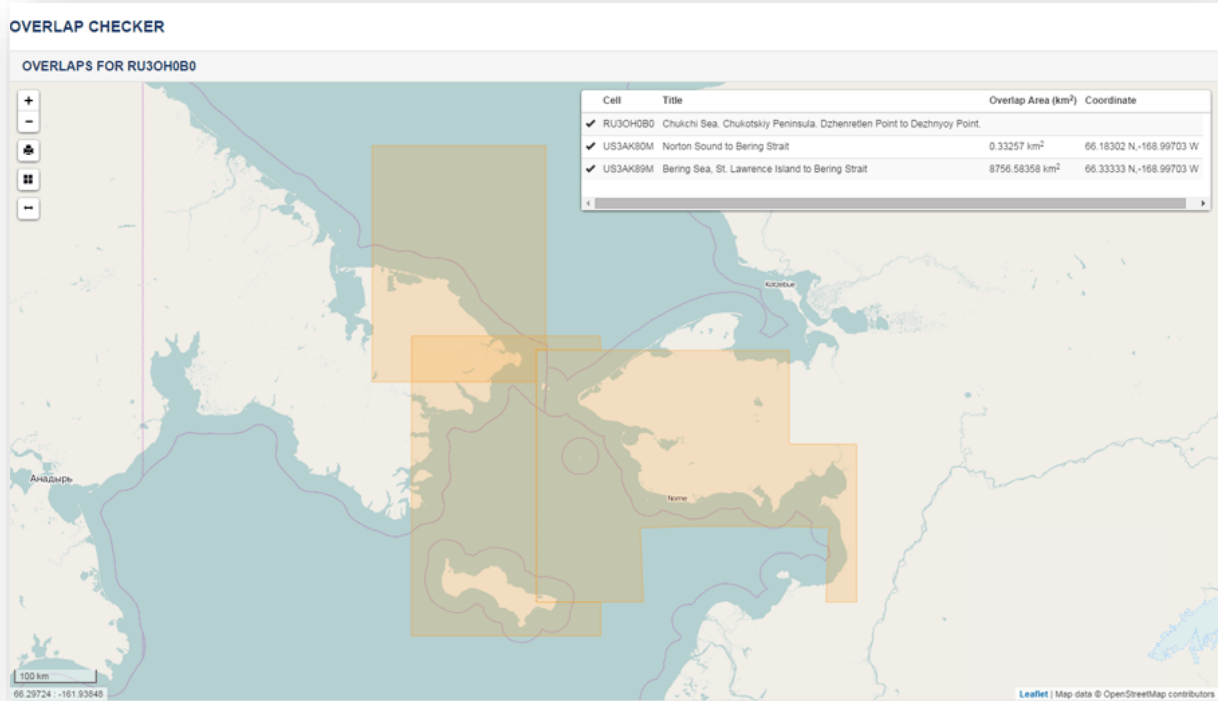 OVERLAP CHECKER
OVERLAPS FOR RU3OH0B0
+
−
Cell Title Overlap Area (km²) Coordinate
✔ RU3OH0B0 Chukchi Sea. Chukotskiy Peninsula. Dzhenretlen Point to Dezhnyoy Point.
✔ US3AK80M Norton Sound to Bering Strait 0.33257 km² 66.18302 N,-168.99703 W
✔ US3AK89M Bering Sea, St. Lawrence Island to Bering Strait 8756.58358 km² 66.33333 N,-168.99703 W
Kotzebue
Анадырь
Nome
100 km
66.29724 : -161.93848
Leaflet | Map data © OpenStreetMap contributors